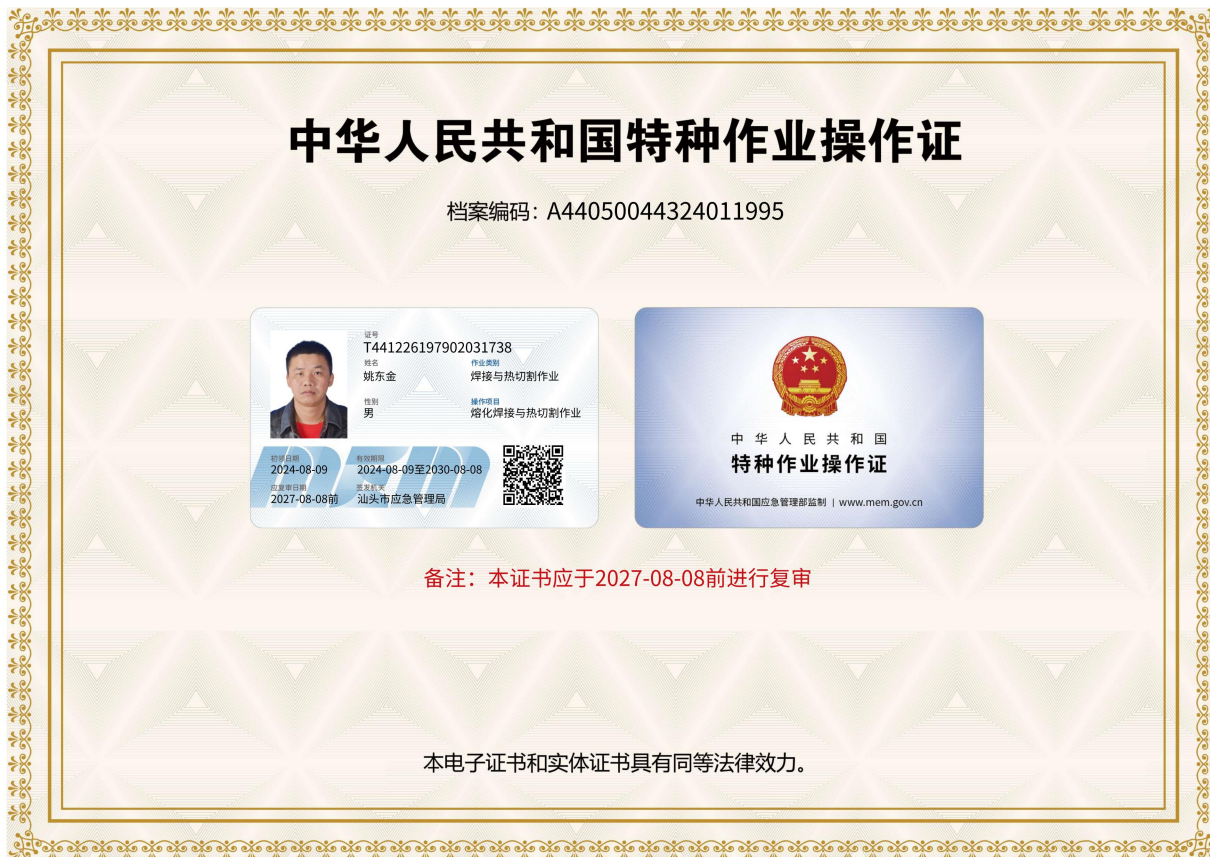 中华人民共和国特种作业操作证
档案编码：A44050044324011995
证号
T441226197902031738
姓名 作业类别
姚东金 焊接与热切割作业
性别 操作项目
男 熔化焊接与热切割作业
初领日期 有效期限
2024-08-09 2024-08-09至2030-08-08
应复审日期 签发机关
2027-08-08前 汕头市应急管理局
中华人民共和国
特种作业操作证
中华人民共和国应急管理部监制 | www.mem.gov.cn
备注：本证书应于2027-08-08前进行复审
本电子证书和实体证书具有同等法律效力。